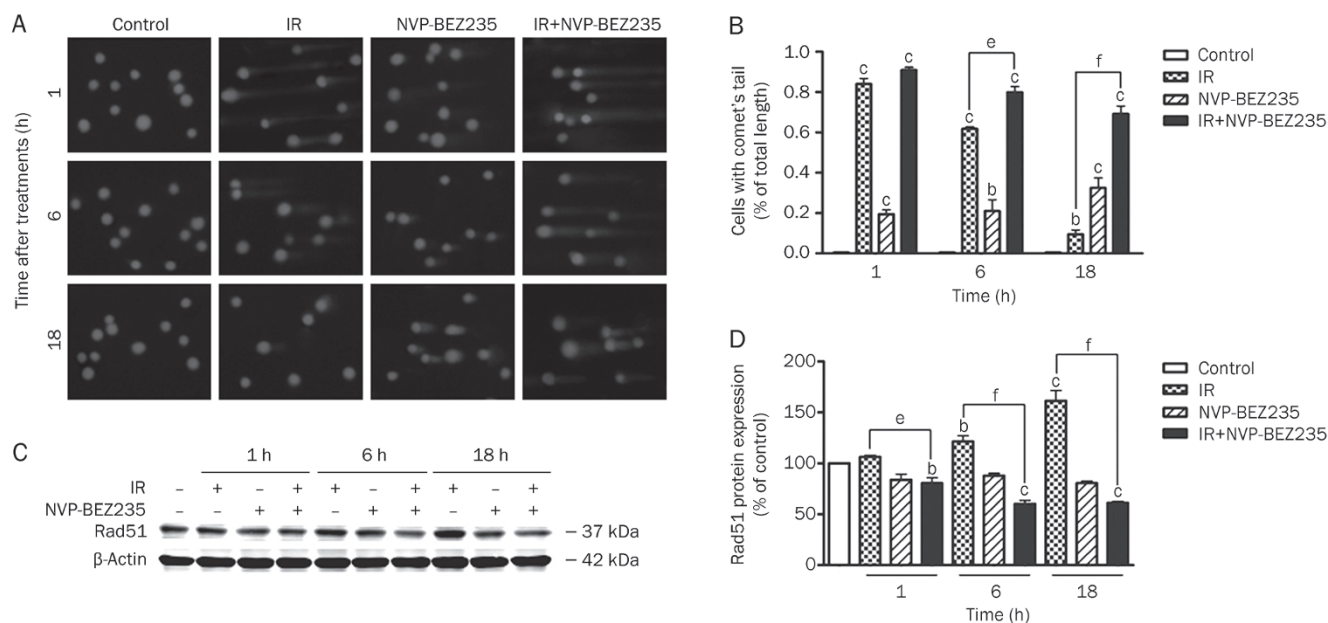 A
Control IR NVP-BEZ235 IR+NVP-BEZ235
Time after treatments (h)
1
6
18
B
Cells with comet's tail
(% of total length)
1.0
0.8
0.6
0.4
0.2
0.0
c c c c
c e b c
b f c
1 6 18
Time (h)
Control
IR
NVP-BEZ235
IR+NVP-BEZ235
C
1 h 6 h 18 h
IR – + – + + – + + – +
NVP-BEZ235 – – + + – + + – + +
Rad51 – 37 kDa
β-Actin – 42 kDa
D
Rad51 protein expression
(% of control)
200
150
100
50
0
e b
b f c
c f c
1 6 18
Time (h)
Control
IR
NVP-BEZ235
IR+NVP-BEZ235